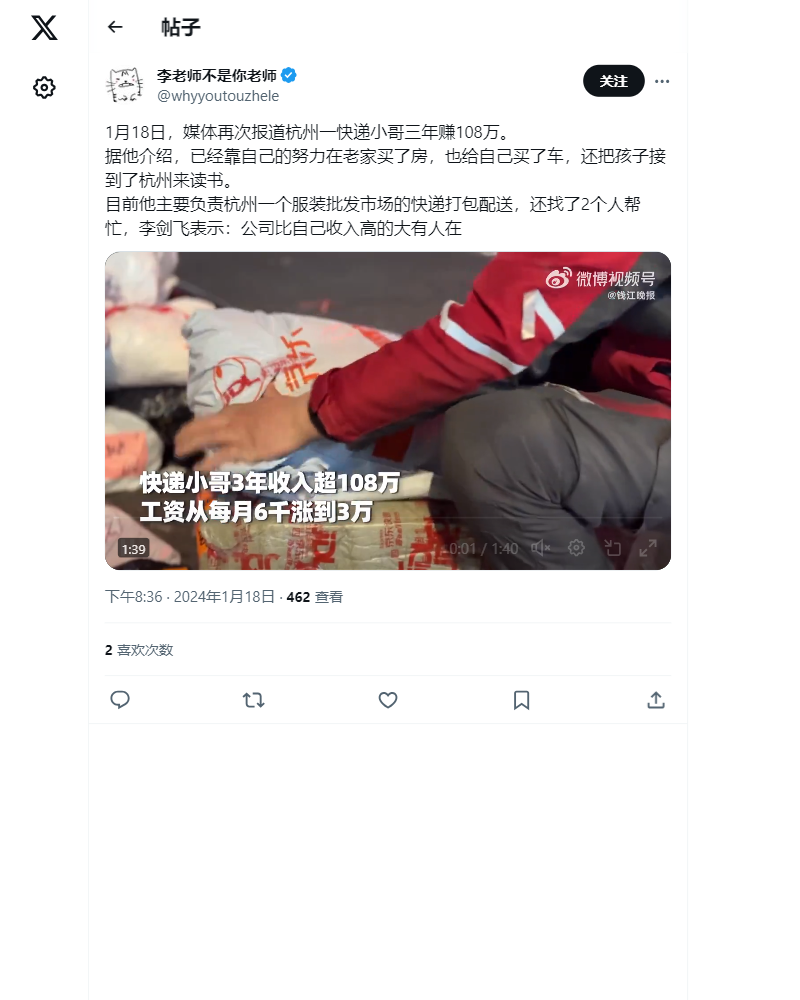 帖子
李老师不是你老师
@whyyoutouzhele
关注
1月18日，媒体再次报道杭州一快递小哥三年赚108万。
据他介绍，已经靠自己的努力在老家买了房，也给自己买了车，还把孩子接
到了杭州来读书。
目前他主要负责杭州一个服装批发市场的快递打包配送，还找了2个人帮
忙，李剑飞表示：公司比自己收入高的大有人在
微博视频号
@钱江晚报
快递小哥3年收入超108万
工资从每月6千涨到3万
1:39
0:01 / 1:40
下午8:36 · 2024年1月18日 · 462 查看
2 喜欢次数